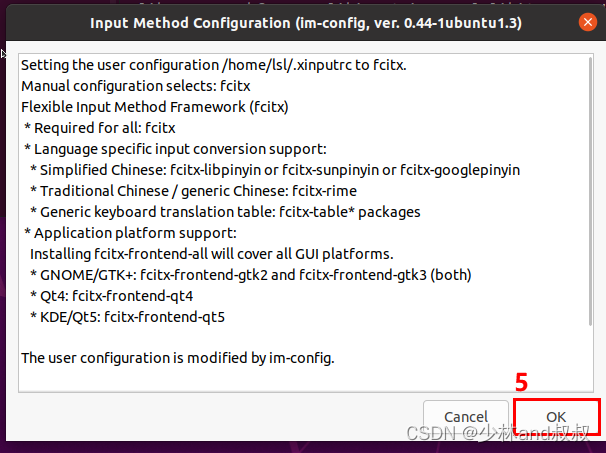 Input Method Configuration (im-config, ver. 0.44-1ubuntu1.3)
Setting the user configuration /home/lsl/.xinputrc to fcitx.
Manual configuration selects: fcitx
Flexible Input Method Framework (fcitx)
* Required for all: fcitx
* Language specific input conversion support:
* Simplified Chinese: fcitx-libpinyin or fcitx-sunpinyin or fcitx-googlepinyin
* Traditional Chinese / generic Chinese: fcitx-rime
* Generic keyboard translation table: fcitx-table* packages
* Application platform support:
Installing fcitx-frontend-all will cover all GUI platforms.
* GNOME/GTK+: fcitx-frontend-gtk2 and fcitx-frontend-gtk3 (both)
* Qt4: fcitx-frontend-qt4
* KDE/Qt5: fcitx-frontend-qt5
The user configuration is modified by im-config.
5
Cancel OK
CSDN @少林and叔叔